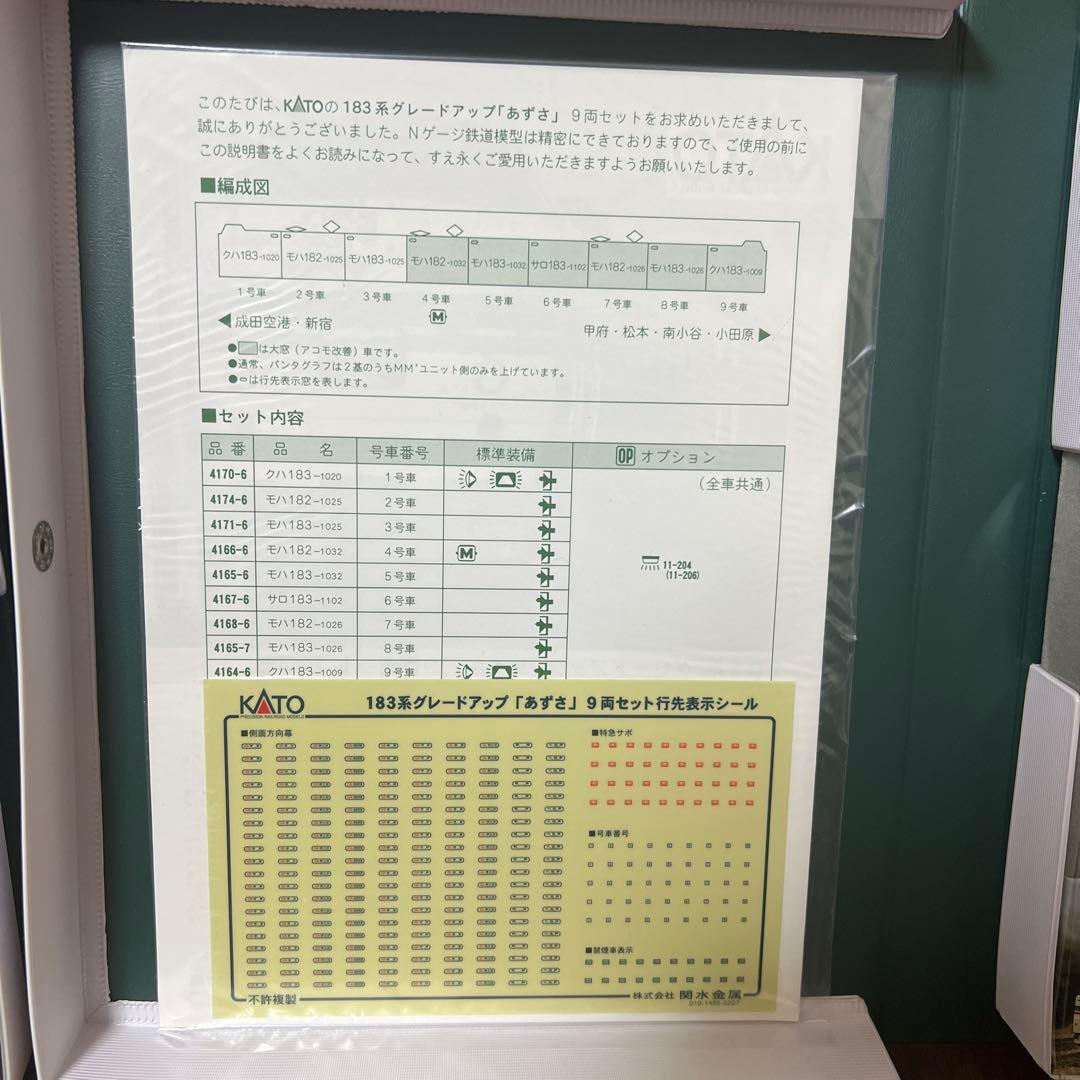 このたびは、KATOの183系グレードアップ「あずさ」 9両セットをお求めいただきまして、
誠にありがとうございました。Nゲージ鉄道模型は精密にできておりますので、ご使用の前に
この説明書をよくお読みになって、すえ永くご愛用いただきますようお願いいたします。
■編成図
クハ183-1020 モハ182-1025 モハ183-1025 モハ182-1032 モハ183-1032 サロ183-1102 モハ182-1026 モハ183-1026 クハ183-1009
1号車 2号車 3号車 4号車 5号車 6号車 7号車 8号車 9号車
M
◀成田空港・新宿 甲府・松本・南小谷・小田原▶
●は大窓（アコモ改善）車です。
●通常、パンタグラフは2基のうちMM'ユニット側のみを上げています。
●は行先表示窓を表します。
■セット内容
品番 品名 号車番号 標準装備 OP オプション
4170-6 クハ183-1020 1号車 （全車共通）
4174-6 モハ182-1025 2号車
4171-6 モハ183-1025 3号車
4166-6 モハ182-1032 4号車 M
11-204
(11-206)
4165-6 モハ183-1032 5号車
4167-6 サロ183-1102 6号車
4168-6 モハ182-1026 7号車
4165-7 モハ183-1026 8号車
4164-6 クハ183-1009 9号車
KATO 183系グレードアップ「あずさ」9両セット行先表示シール
PRECISION RAILROAD MODELS
■側面方向幕 ■特急サボ
■号車番号
■禁煙車表示
不許複製 株式会社 関水金属